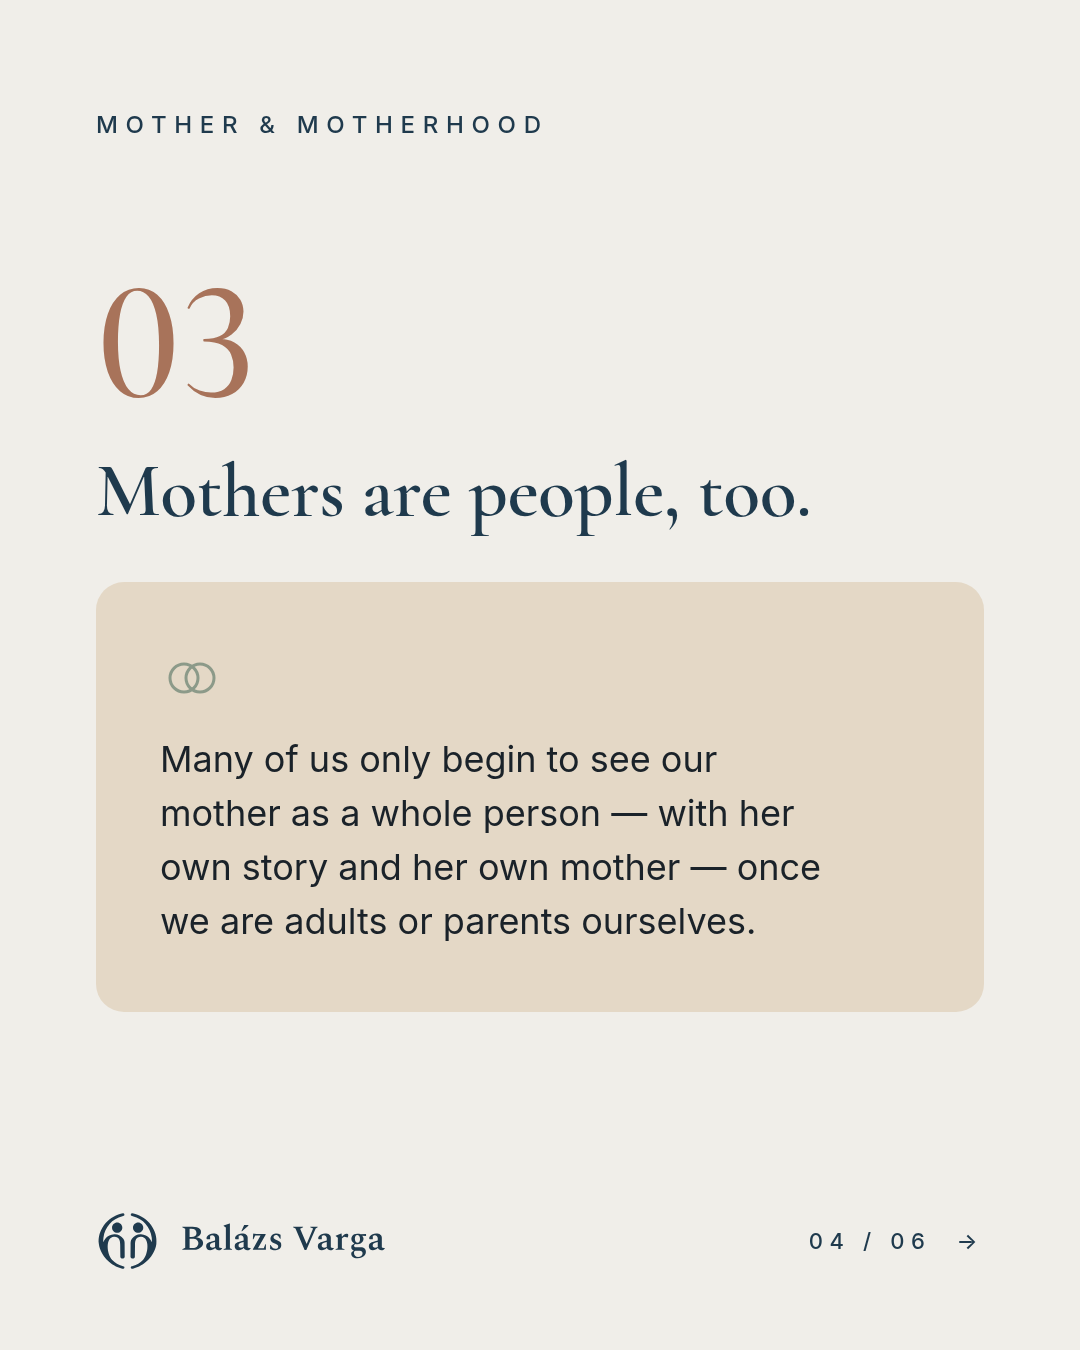 MOTHER & MOTHERHOOD
03
Mothers are people, too.
Many of us only begin to see our
mother as a whole person — with her
own story and her own mother — once
we are adults or parents ourselves.
Balázs Varga
04 / 06 →